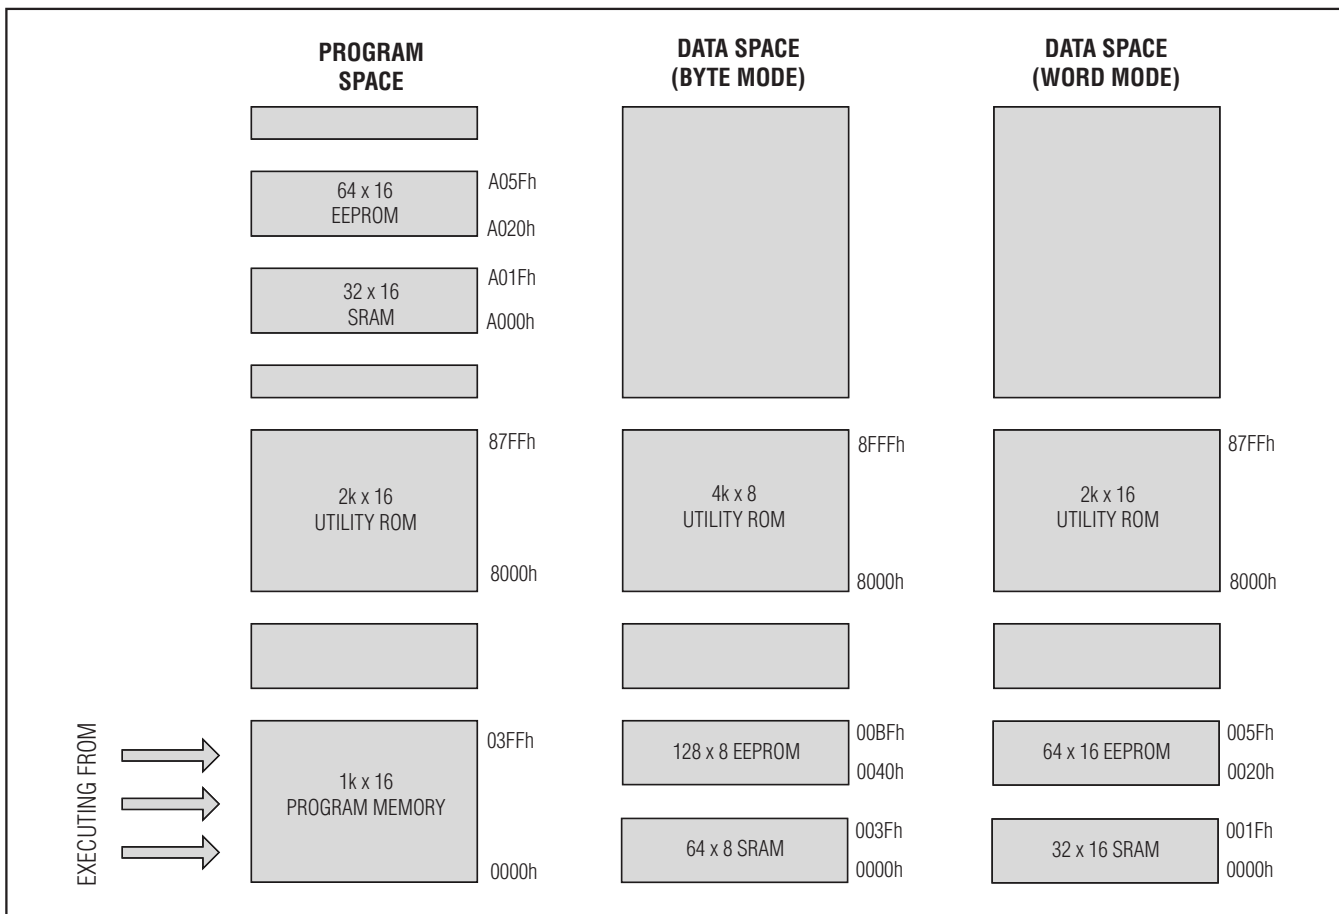 PROGRAM
SPACE
64 x 16
EEPROM
A05Fh
A020h
32 x 16
SRAM
A01Fh
A000h
2k x 16
UTILITY ROM
87FFh
8000h
EXECUTING FROM
1k x 16
PROGRAM MEMORY
03FFh
0000h
DATA SPACE
(BYTE MODE)
4k x 8
UTILITY ROM
8FFFh
8000h
128 x 8 EEPROM
00BFh
0040h
64 x 8 SRAM
003Fh
0000h
DATA SPACE
(WORD MODE)
2k x 16
UTILITY ROM
87FFh
8000h
64 x 16 EEPROM
005Fh
0020h
32 x 16 SRAM
001Fh
0000h